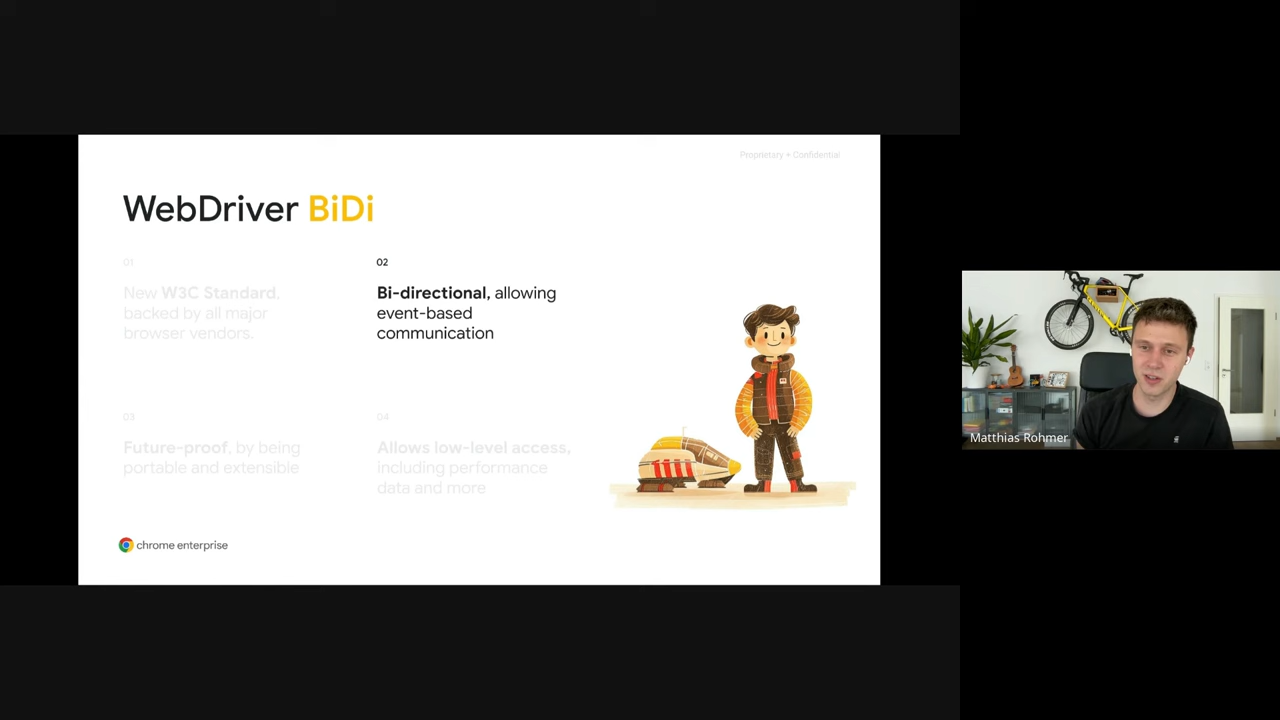 Proprietary + Confidential
WebDriver BiDi
01
New W3C Standard,
backed by all major
browser vendors.
02
Bi-directional, allowing
event-based
communication
03
Future-proof, by being
portable and extensible
04
Allows low-level access,
including performance
data and more
chrome enterprise
Matthias Rohmer